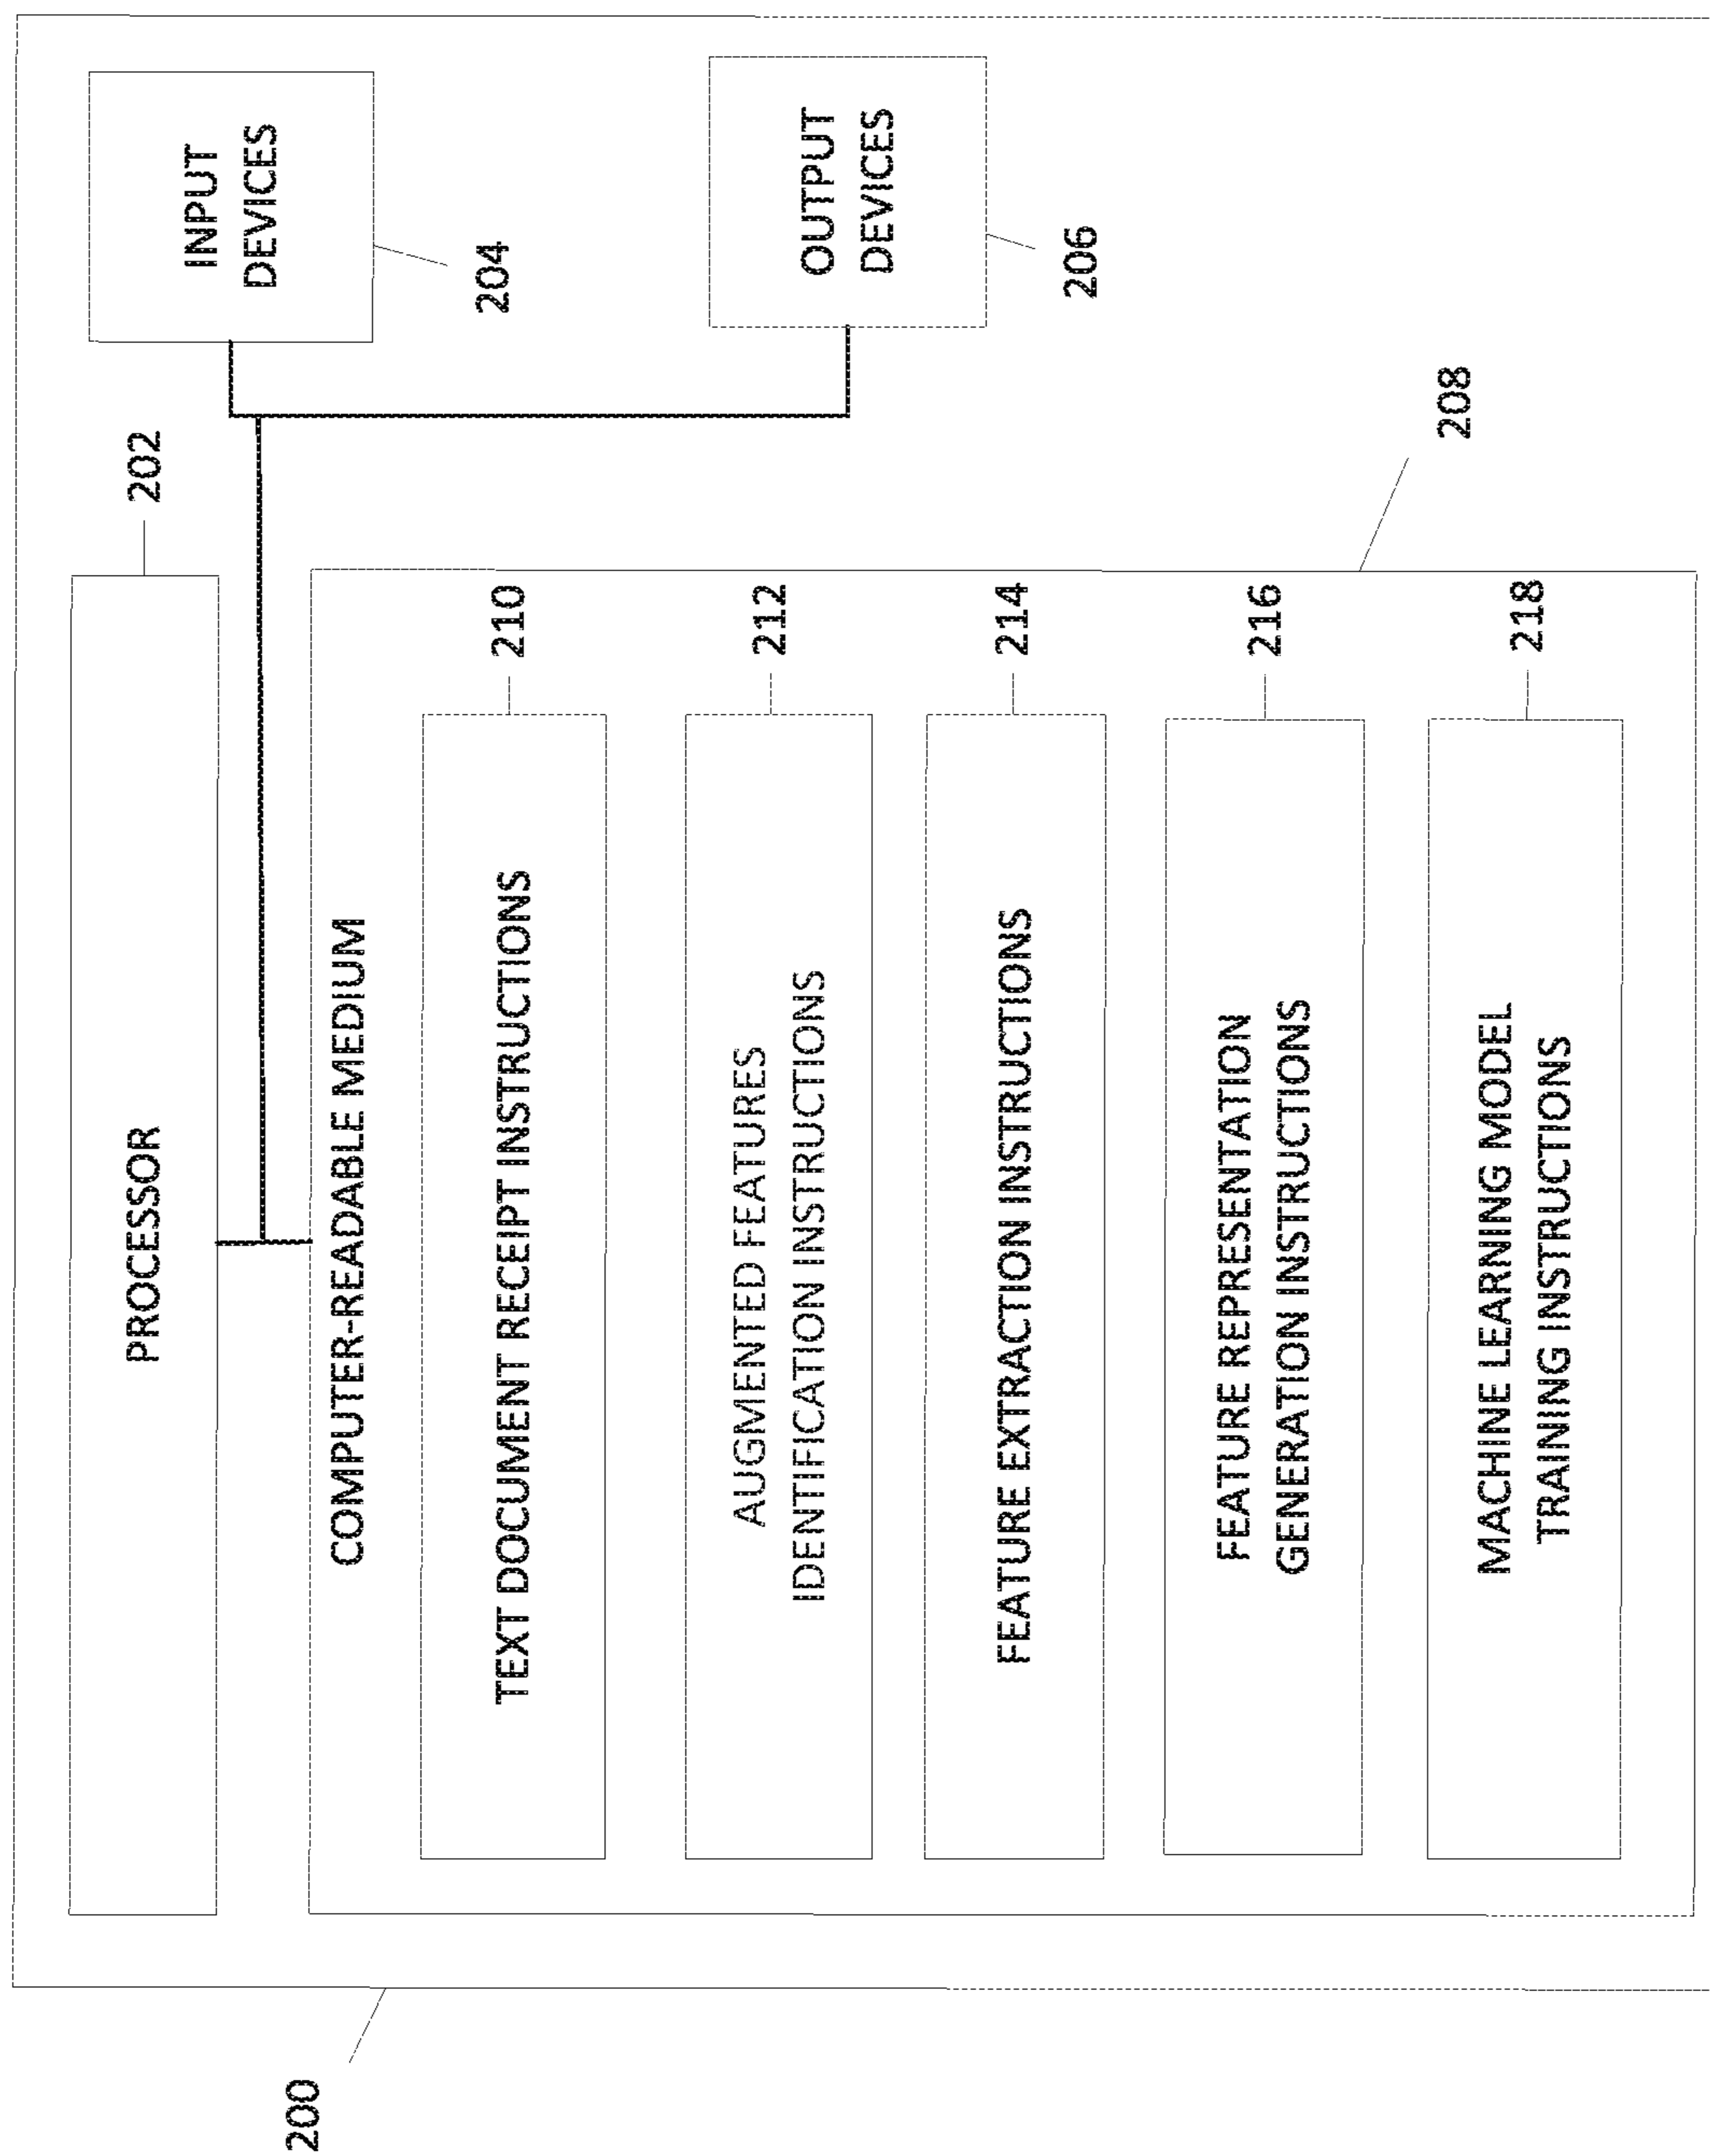 200
PROCESSOR
202
INPUT
DEVICES
204
COMPUTER-READABLE MEDIUM
208
TEXT DOCUMENT RECEIPT INSTRUCTIONS
210
AUGMENTED FEATURES
IDENTIFICATION INSTRUCTIONS
212
FEATURE EXTRACTION INSTRUCTIONS
214
FEATURE REPRESENTATION
GENERATION INSTRUCTIONS
216
MACHINE LEARNING MODEL
TRAINING INSTRUCTIONS
218
OUTPUT
DEVICES
206